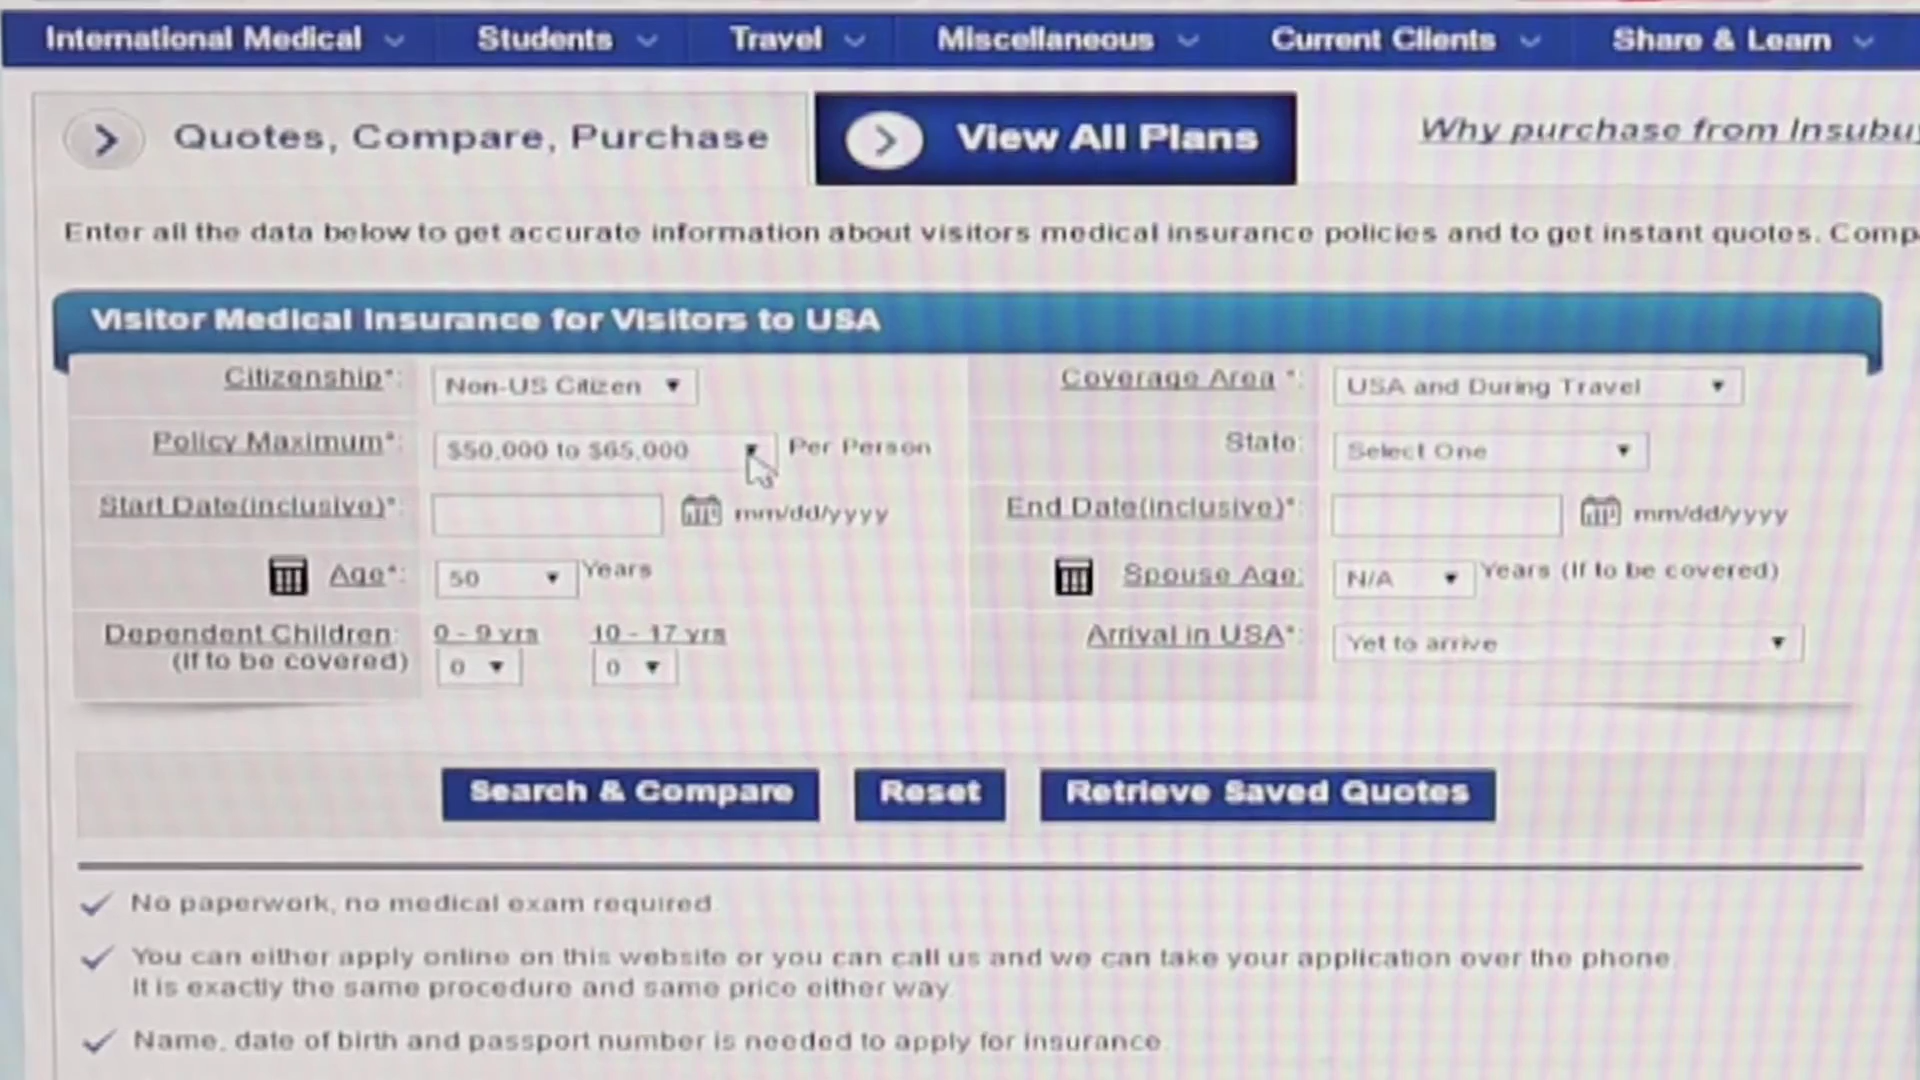 International Medical Students Travel Miscellaneous Current Clients Share & Learn
Quotes, Compare, Purchase View All Plans Why purchase from Insubuy
Enter all the data below to get accurate information about visitors medical insurance policies and to get instant quotes. Comp
Visitor Medical Insurance for Visitors to USA
Citizenship*: Non-US Citizen Coverage Area *: USA and During Travel
Policy Maximum*: $50,000 to $65,000 Per Person State: Select One
Start Date(inclusive)*: mm/dd/yyyy End Date(inclusive)*: mm/dd/yyyy
Age*: 50 Years Spouse Age: N/A Years (If to be covered)
Dependent Children: 0 - 9 yrs 10 - 17 yrs Arrival in USA*: Yet to arrive
(If to be covered) 0 0
Search & Compare Reset Retrieve Saved Quotes
No paperwork, no medical exam required.
You can either apply online on this website or you can call us and we can take your application over the phone.
It is exactly the same procedure and same price either way.
Name, date of birth and passport number is needed to apply for insurance.